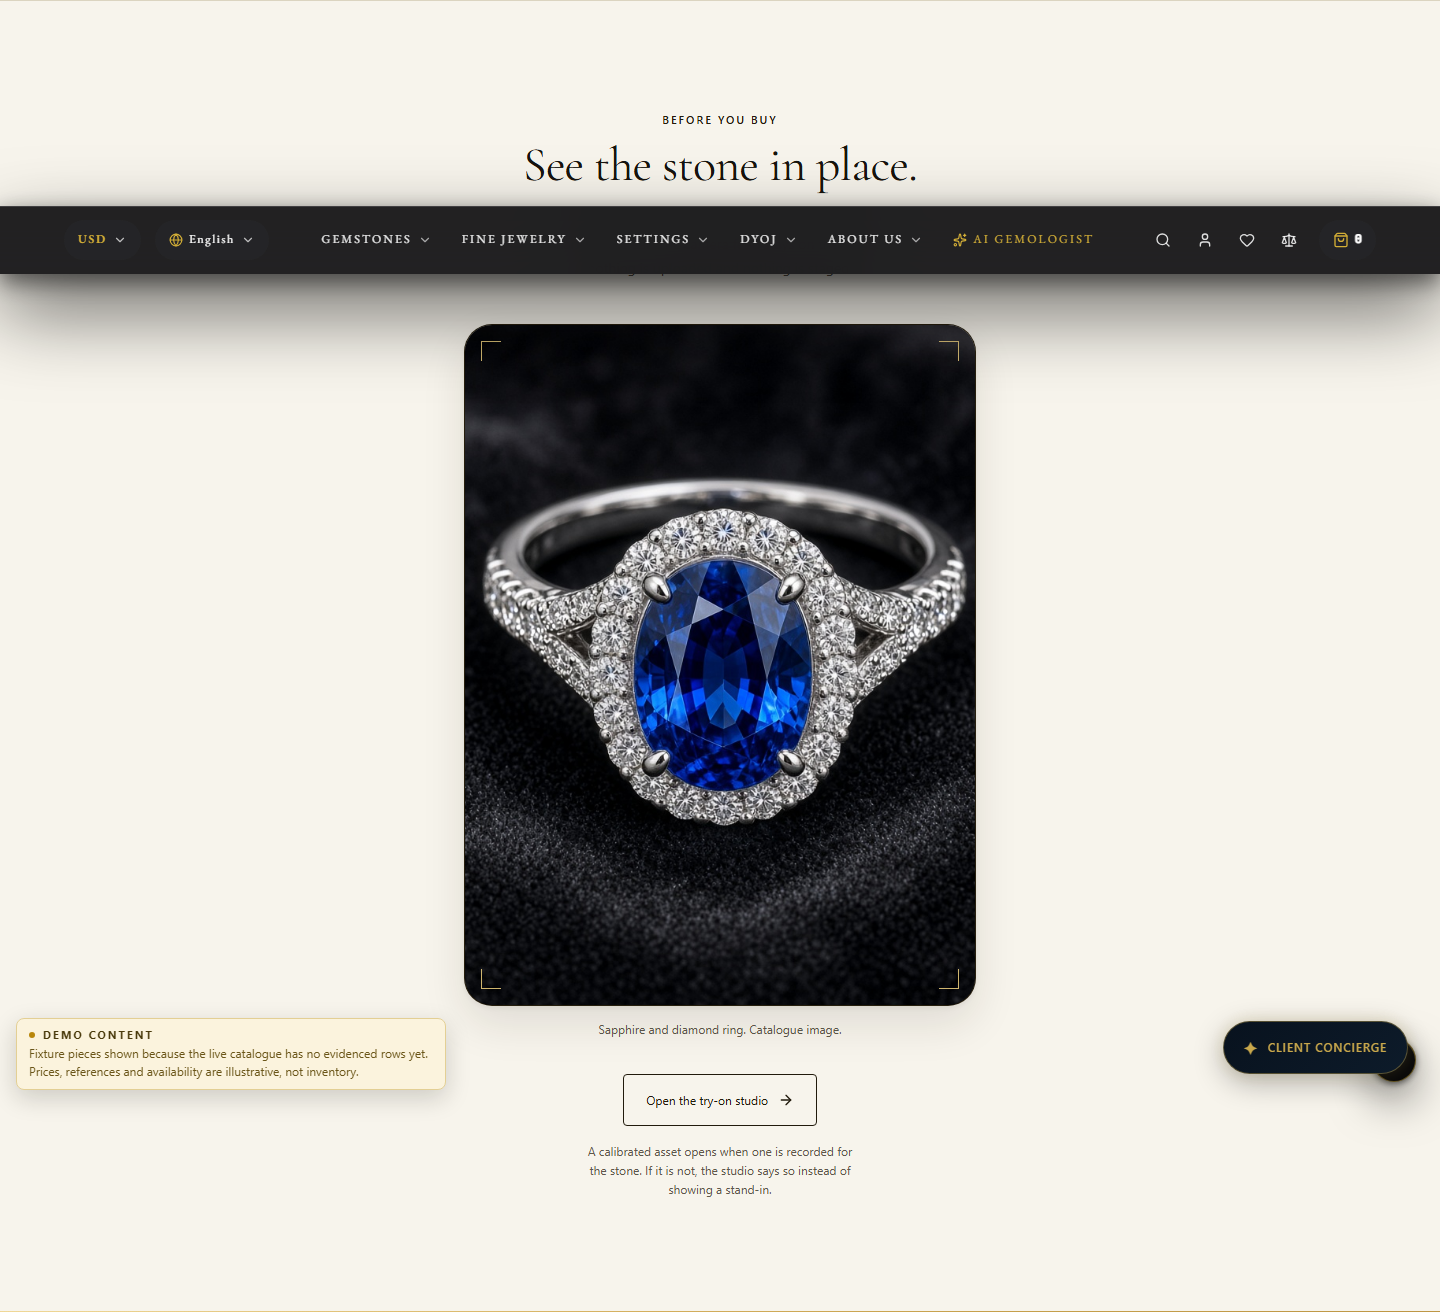 BEFORE YOU BUY
See the stone in place.
USD English GEMSTONES FINE JEWELRY SETTINGS DYOJ ABOUT US AI GEMOLOGIST 0
Sapphire and diamond ring. Catalogue image.
DEMO CONTENT
Fixture pieces shown because the live catalogue has no evidenced rows yet.
Prices, references and availability are illustrative, not inventory.
CLIENT CONCIERGE
Open the try-on studio
A calibrated asset opens when one is recorded for
the stone. If it is not, the studio says so instead of
showing a stand-in.